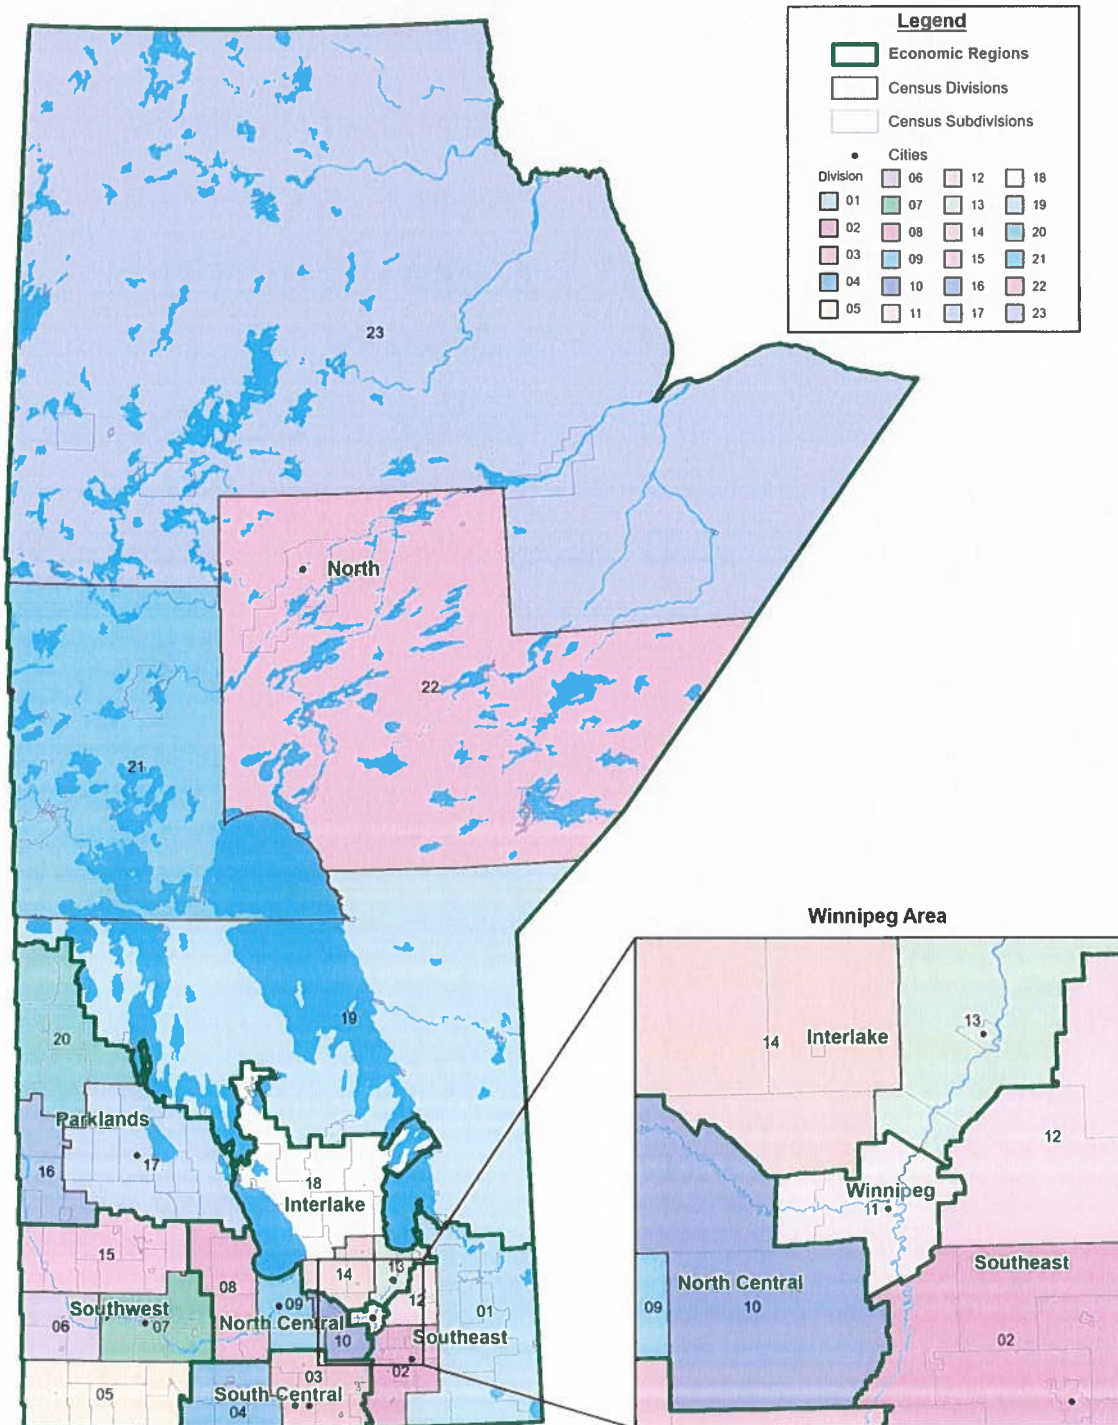 Legend
Economic Regions
Census Divisions
Census Subdivisions
Cities
Division
01
02
03
04
05
06
07
08
09
10
11
12
13
14
15
16
17
18
19
20
21
22
23
23
North
22
21
19
20
Parklands
16
17
18
Interlake
15
08
14
13
12
01
09
Southwest
06
07
North Central
10
Southeast
03
02
05
South Central
04
Winnipeg Area
13
14
Interlake
12
Winnipeg
11
Southeast
North Central
09
10
02